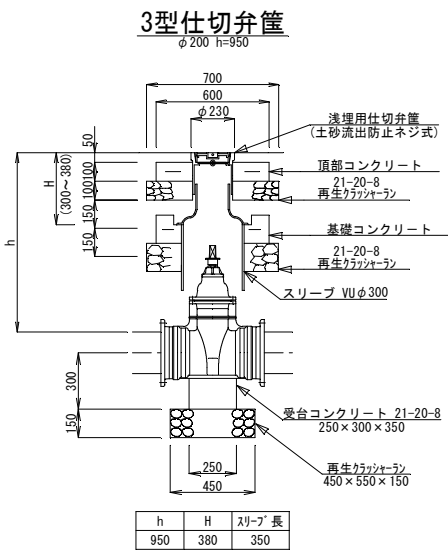 3型仕切弁筐
φ200 h=950
700
600
φ230
50
100
100
150
150
H
(300～380)
h
浅埋用仕切弁筐
(土砂流出防止ネジ式)
頂部コンクリート
21-20-8
再生クラッシャーラン
基礎コンクリート
21-20-8
再生クラッシャーラン
スリーブ VUφ300
300
150
受台コンクリート 21-20-8
250×300×350
再生クラッシャーラン
450×550×150
250
450
h H スリーブ長
950 380 350